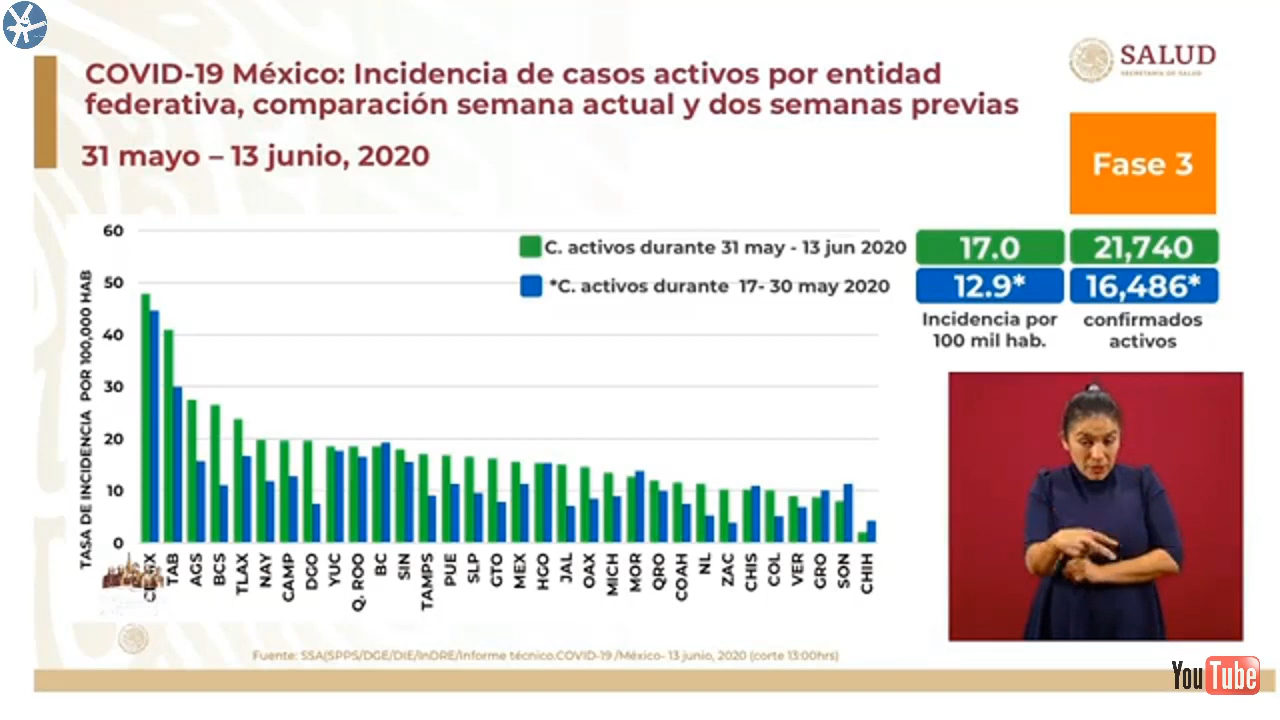 COVID-19 México: Incidencia de casos activos por entidad
federativa, comparación semana actual y dos semanas previas
31 mayo – 13 junio, 2020
SALUD
SECRETARÍA DE SALUD
Fase 3
C. activos durante 31 may - 13 jun 2020
17.0
21,740
*C. activos durante 17- 30 may 2020
12.9*
16,486*
Incidencia por
100 mil hab.
confirmados
activos
TASA DE INCIDENCIA POR 100,000 HAB
60
50
40
30
20
10
0
TAB
AGS
BCS
TLAX
NAY
CAMP
DGO
YUC
Q. ROO
BC
SIN
TAMPS
PUE
SLP
GTO
MEX
HGO
JAL
OAX
MICH
MOR
QRO
COAH
NL
ZAC
CHIS
COL
VER
GRO
SON
CHIH
Fuente: SSA(SPPS/DGE/DIE/InDRE/Informe técnico.COVID-19 /México- 13 junio, 2020 (corte 13:00hrs)
YouTube